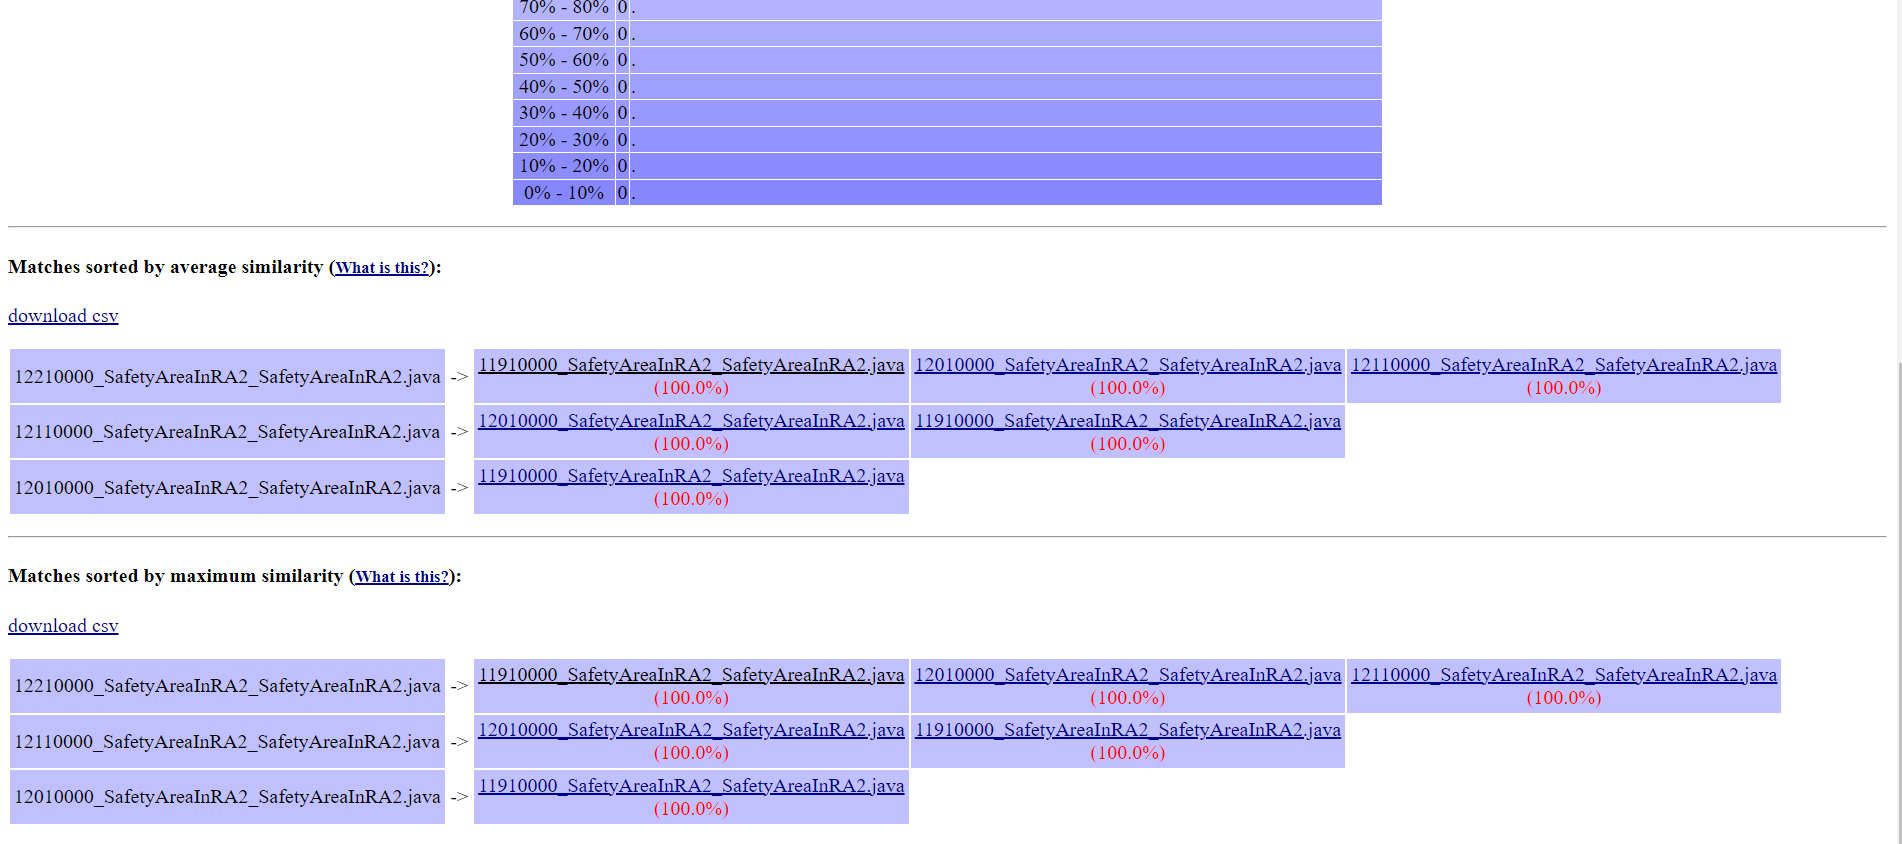 70% - 80% 0 .
60% - 70% 0 .
50% - 60% 0 .
40% - 50% 0 .
30% - 40% 0 .
20% - 30% 0 .
10% - 20% 0 .
0% - 10% 0 .
Matches sorted by average similarity (What is this?):
download csv
12210000_SafetyAreaInRA2_SafetyAreaInRA2.java -> 11910000_SafetyAreaInRA2_SafetyAreaInRA2.java 12010000_SafetyAreaInRA2_SafetyAreaInRA2.java 12110000_SafetyAreaInRA2_SafetyAreaInRA2.java
(100.0%) (100.0%) (100.0%)
12110000_SafetyAreaInRA2_SafetyAreaInRA2.java -> 12010000_SafetyAreaInRA2_SafetyAreaInRA2.java 11910000_SafetyAreaInRA2_SafetyAreaInRA2.java
(100.0%) (100.0%)
12010000_SafetyAreaInRA2_SafetyAreaInRA2.java -> 11910000_SafetyAreaInRA2_SafetyAreaInRA2.java
(100.0%)
Matches sorted by maximum similarity (What is this?):
download csv
12210000_SafetyAreaInRA2_SafetyAreaInRA2.java -> 11910000_SafetyAreaInRA2_SafetyAreaInRA2.java 12010000_SafetyAreaInRA2_SafetyAreaInRA2.java 12110000_SafetyAreaInRA2_SafetyAreaInRA2.java
(100.0%) (100.0%) (100.0%)
12110000_SafetyAreaInRA2_SafetyAreaInRA2.java -> 12010000_SafetyAreaInRA2_SafetyAreaInRA2.java 11910000_SafetyAreaInRA2_SafetyAreaInRA2.java
(100.0%) (100.0%)
12010000_SafetyAreaInRA2_SafetyAreaInRA2.java -> 11910000_SafetyAreaInRA2_SafetyAreaInRA2.java
(100.0%)